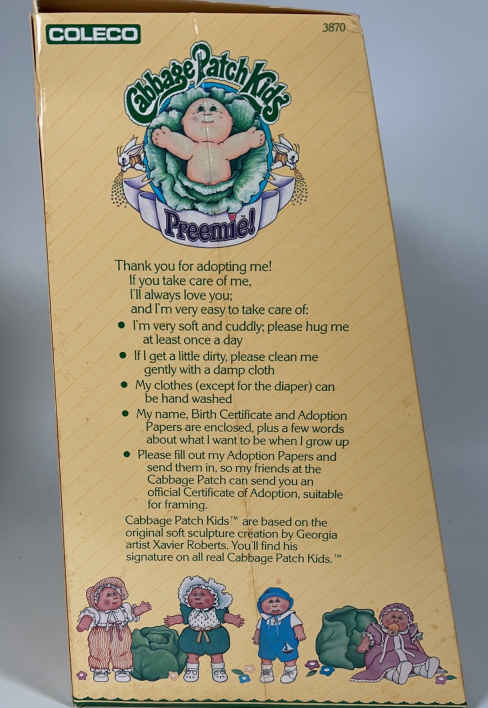 COLECO
3870
Cabbage Patch Kids
Preemie!
Thank you for adopting me!
If you take care of me,
I'll always love you;
and I'm very easy to take care of:
• I'm very soft and cuddly; please hug me
at least once a day
• If I get a little dirty, please clean me
gently with a damp cloth
• My clothes (except for the diaper) can
be hand washed
• My name, Birth Certificate and Adoption
Papers are enclosed, plus a few words
about what I want to be when I grow up
• Please fill out my Adoption Papers and
send them in, so my friends at the
Cabbage Patch can send you an
official Certificate of Adoption, suitable
for framing.
Cabbage Patch Kids™ are based on the
original soft sculpture creation by Georgia
artist Xavier Roberts. You'll find his
signature on all real Cabbage Patch Kids.™